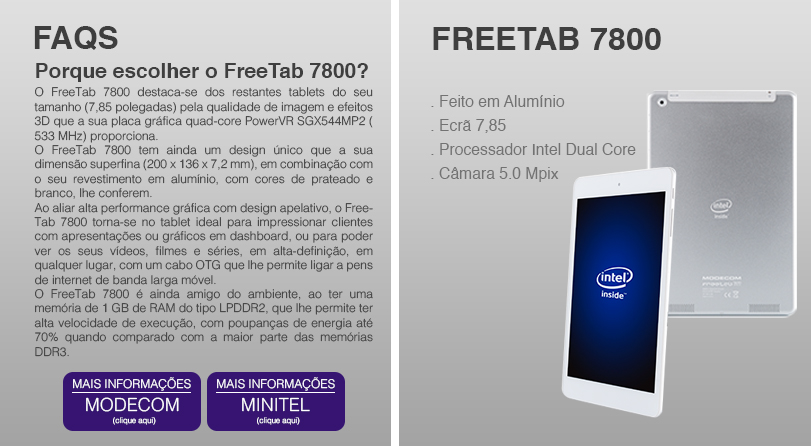 FAQS
Porque escolher o FreeTab 7800?
O FreeTab 7800 destaca-se dos restantes tablets do seu
tamanho (7,85 polegadas) pela qualidade de imagem e efeitos
3D que a sua placa gráfica quad-core PowerVR SGX544MP2 (
533 MHz) proporciona.
O FreeTab 7800 tem ainda um design único que a sua
dimensão superfina (200 x 136 x 7,2 mm), em combinação com
o seu revestimento em alumínio, com cores de prateado e
branco, lhe conferem.
Ao aliar alta performance gráfica com design apelativo, o Free-
Tab 7800 torna-se no tablet ideal para impressionar clientes
com apresentações ou gráficos em dashboard, ou para poder
ver os seus vídeos, filmes e séries, em alta-definição, em
qualquer lugar, com um cabo OTG que lhe permite ligar a pens
de internet de banda larga móvel.
O FreeTab 7800 é ainda amigo do ambiente, ao ter uma
memória de 1 GB de RAM do tipo LPDDR2, que lhe permite ter
alta velocidade de execução, com poupanças de energia até
70% quando comparado com a maior parte das memórias
DDR3.
MAIS INFORMAÇÕES
MODECOM
(clique aqui)
MAIS INFORMAÇÕES
MINITEL
(clique aqui)
FREETAB 7800
. Feito em Alumínio
. Ecrã 7,85
. Processador Intel Dual Core
. Câmara 5.0 Mpix
intel
inside
MODECOM
intel
inside™